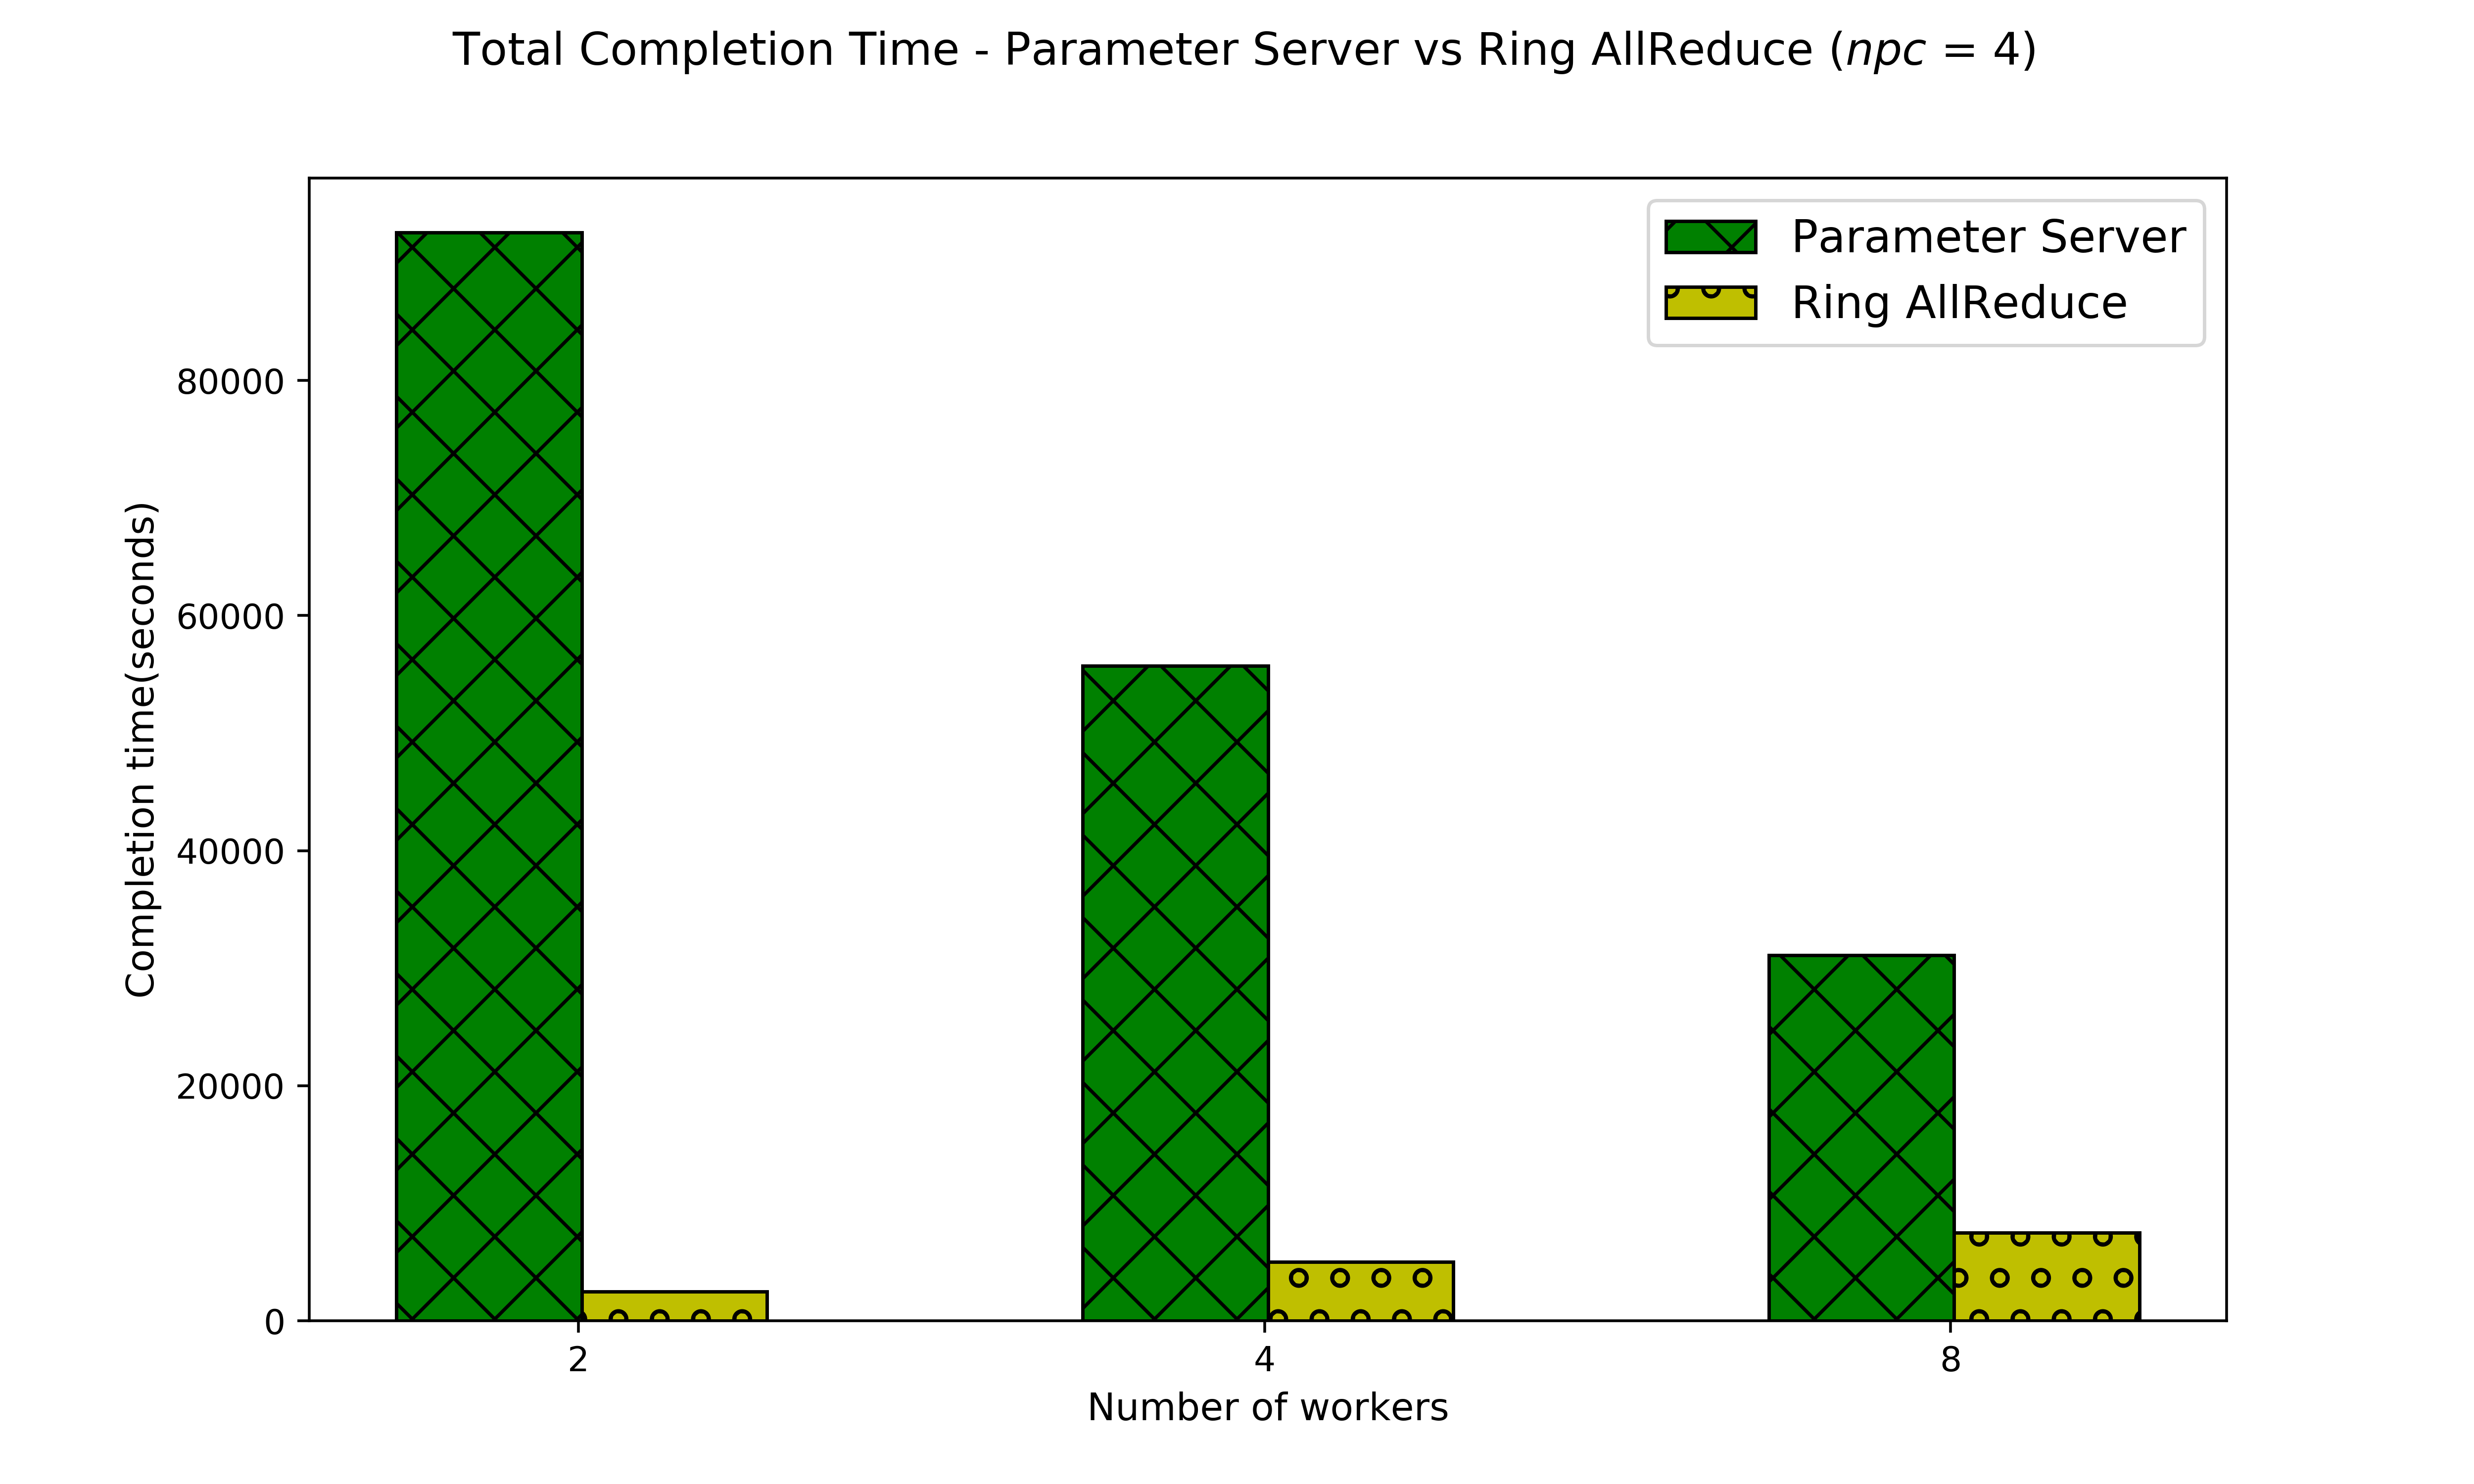 Total Completion Time - Parameter Server vs Ring AllReduce (npc = 4)
Parameter Server
Ring AllReduce
80000
60000
40000
20000
0
Completion time(seconds)
2 4 8
Number of workers